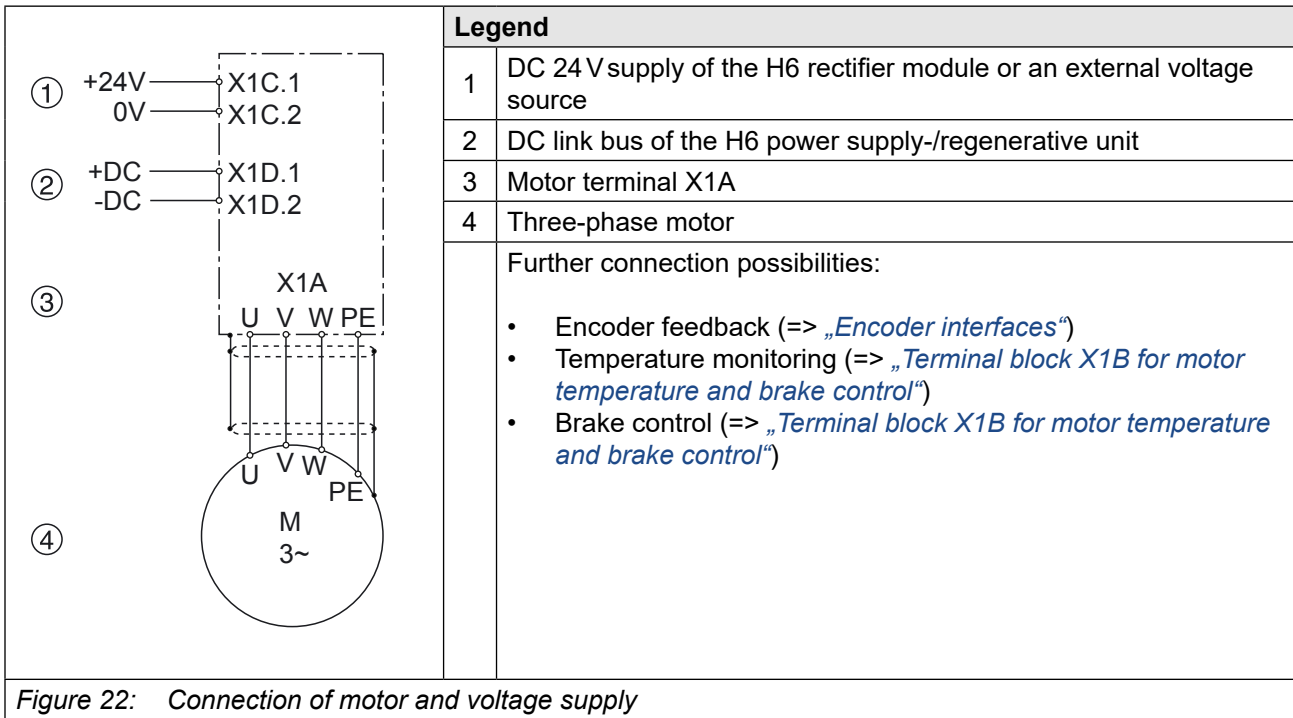 ① +24V X1C.1
0V X1C.2
② +DC X1D.1
-DC X1D.2
③ X1A
U V W PE
U V W PE
④ M
3~
Legend
1 DC 24 V supply of the H6 rectifier module or an external voltage
source
2 DC link bus of the H6 power supply-/regenerative unit
3 Motor terminal X1A
4 Three-phase motor
Further connection possibilities:
• Encoder feedback (=> „Encoder interfaces“)
• Temperature monitoring (=> „Terminal block X1B for motor
temperature and brake control“)
• Brake control (=> „Terminal block X1B for motor temperature
and brake control“)
Figure 22: Connection of motor and voltage supply